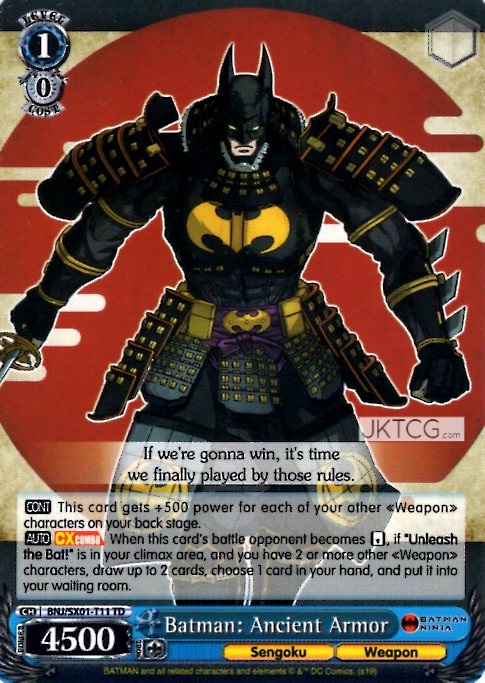 LEVEL
1
0
COST
JKTCG.com
If we're gonna win, it's time
we finally played by those rules.
CONT This card gets +500 power for each of your other «Weapon»
characters on your back stage.
AUTO CX COMBO When this card's battle opponent becomes [ ], if "Unleash
the Bat!" is in your climax area, and you have 2 or more other «Weapon»
characters, draw up to 2 cards, choose 1 card in your hand, and put it into
your waiting room.
CH BNJ/SX01-T11 TD
POWER 4500 SOUL Batman: Ancient Armor BATMAN NINJA
Sengoku Weapon
BATMAN and all related characters and elements © & ™ DC Comics. (s19)